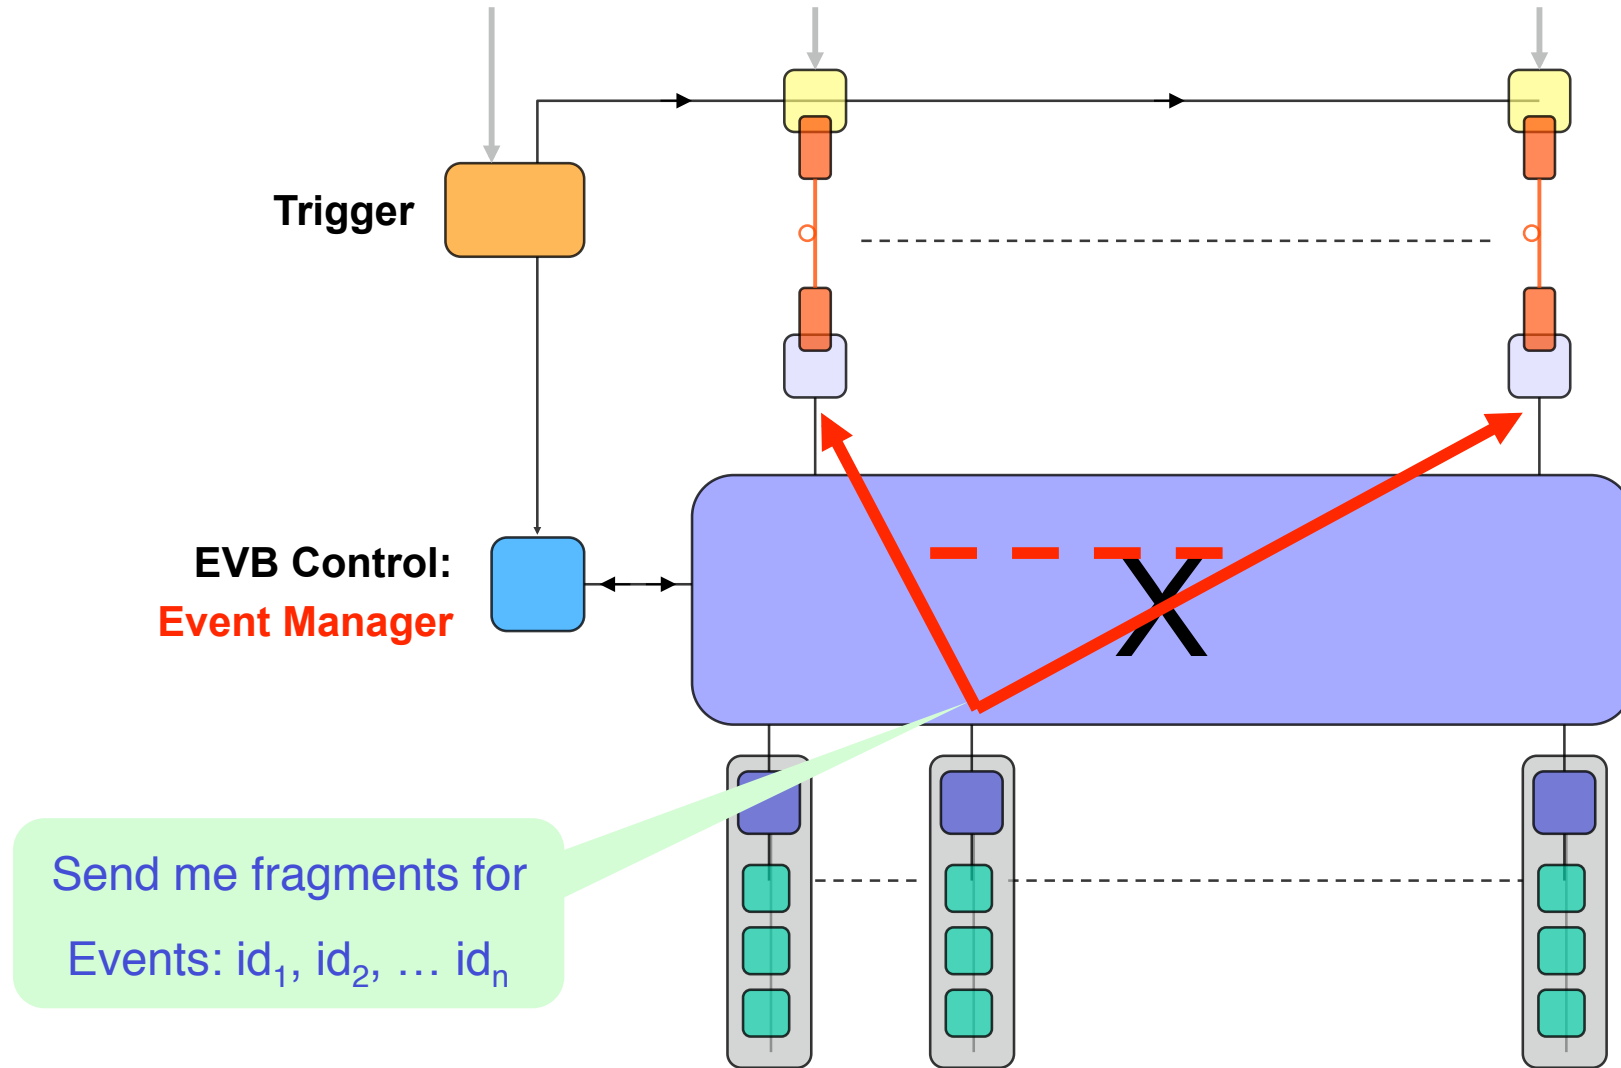 Trigger
EVB Control:
Event Manager
X
Send me fragments for
Events: id₁, id₂, … idₙ